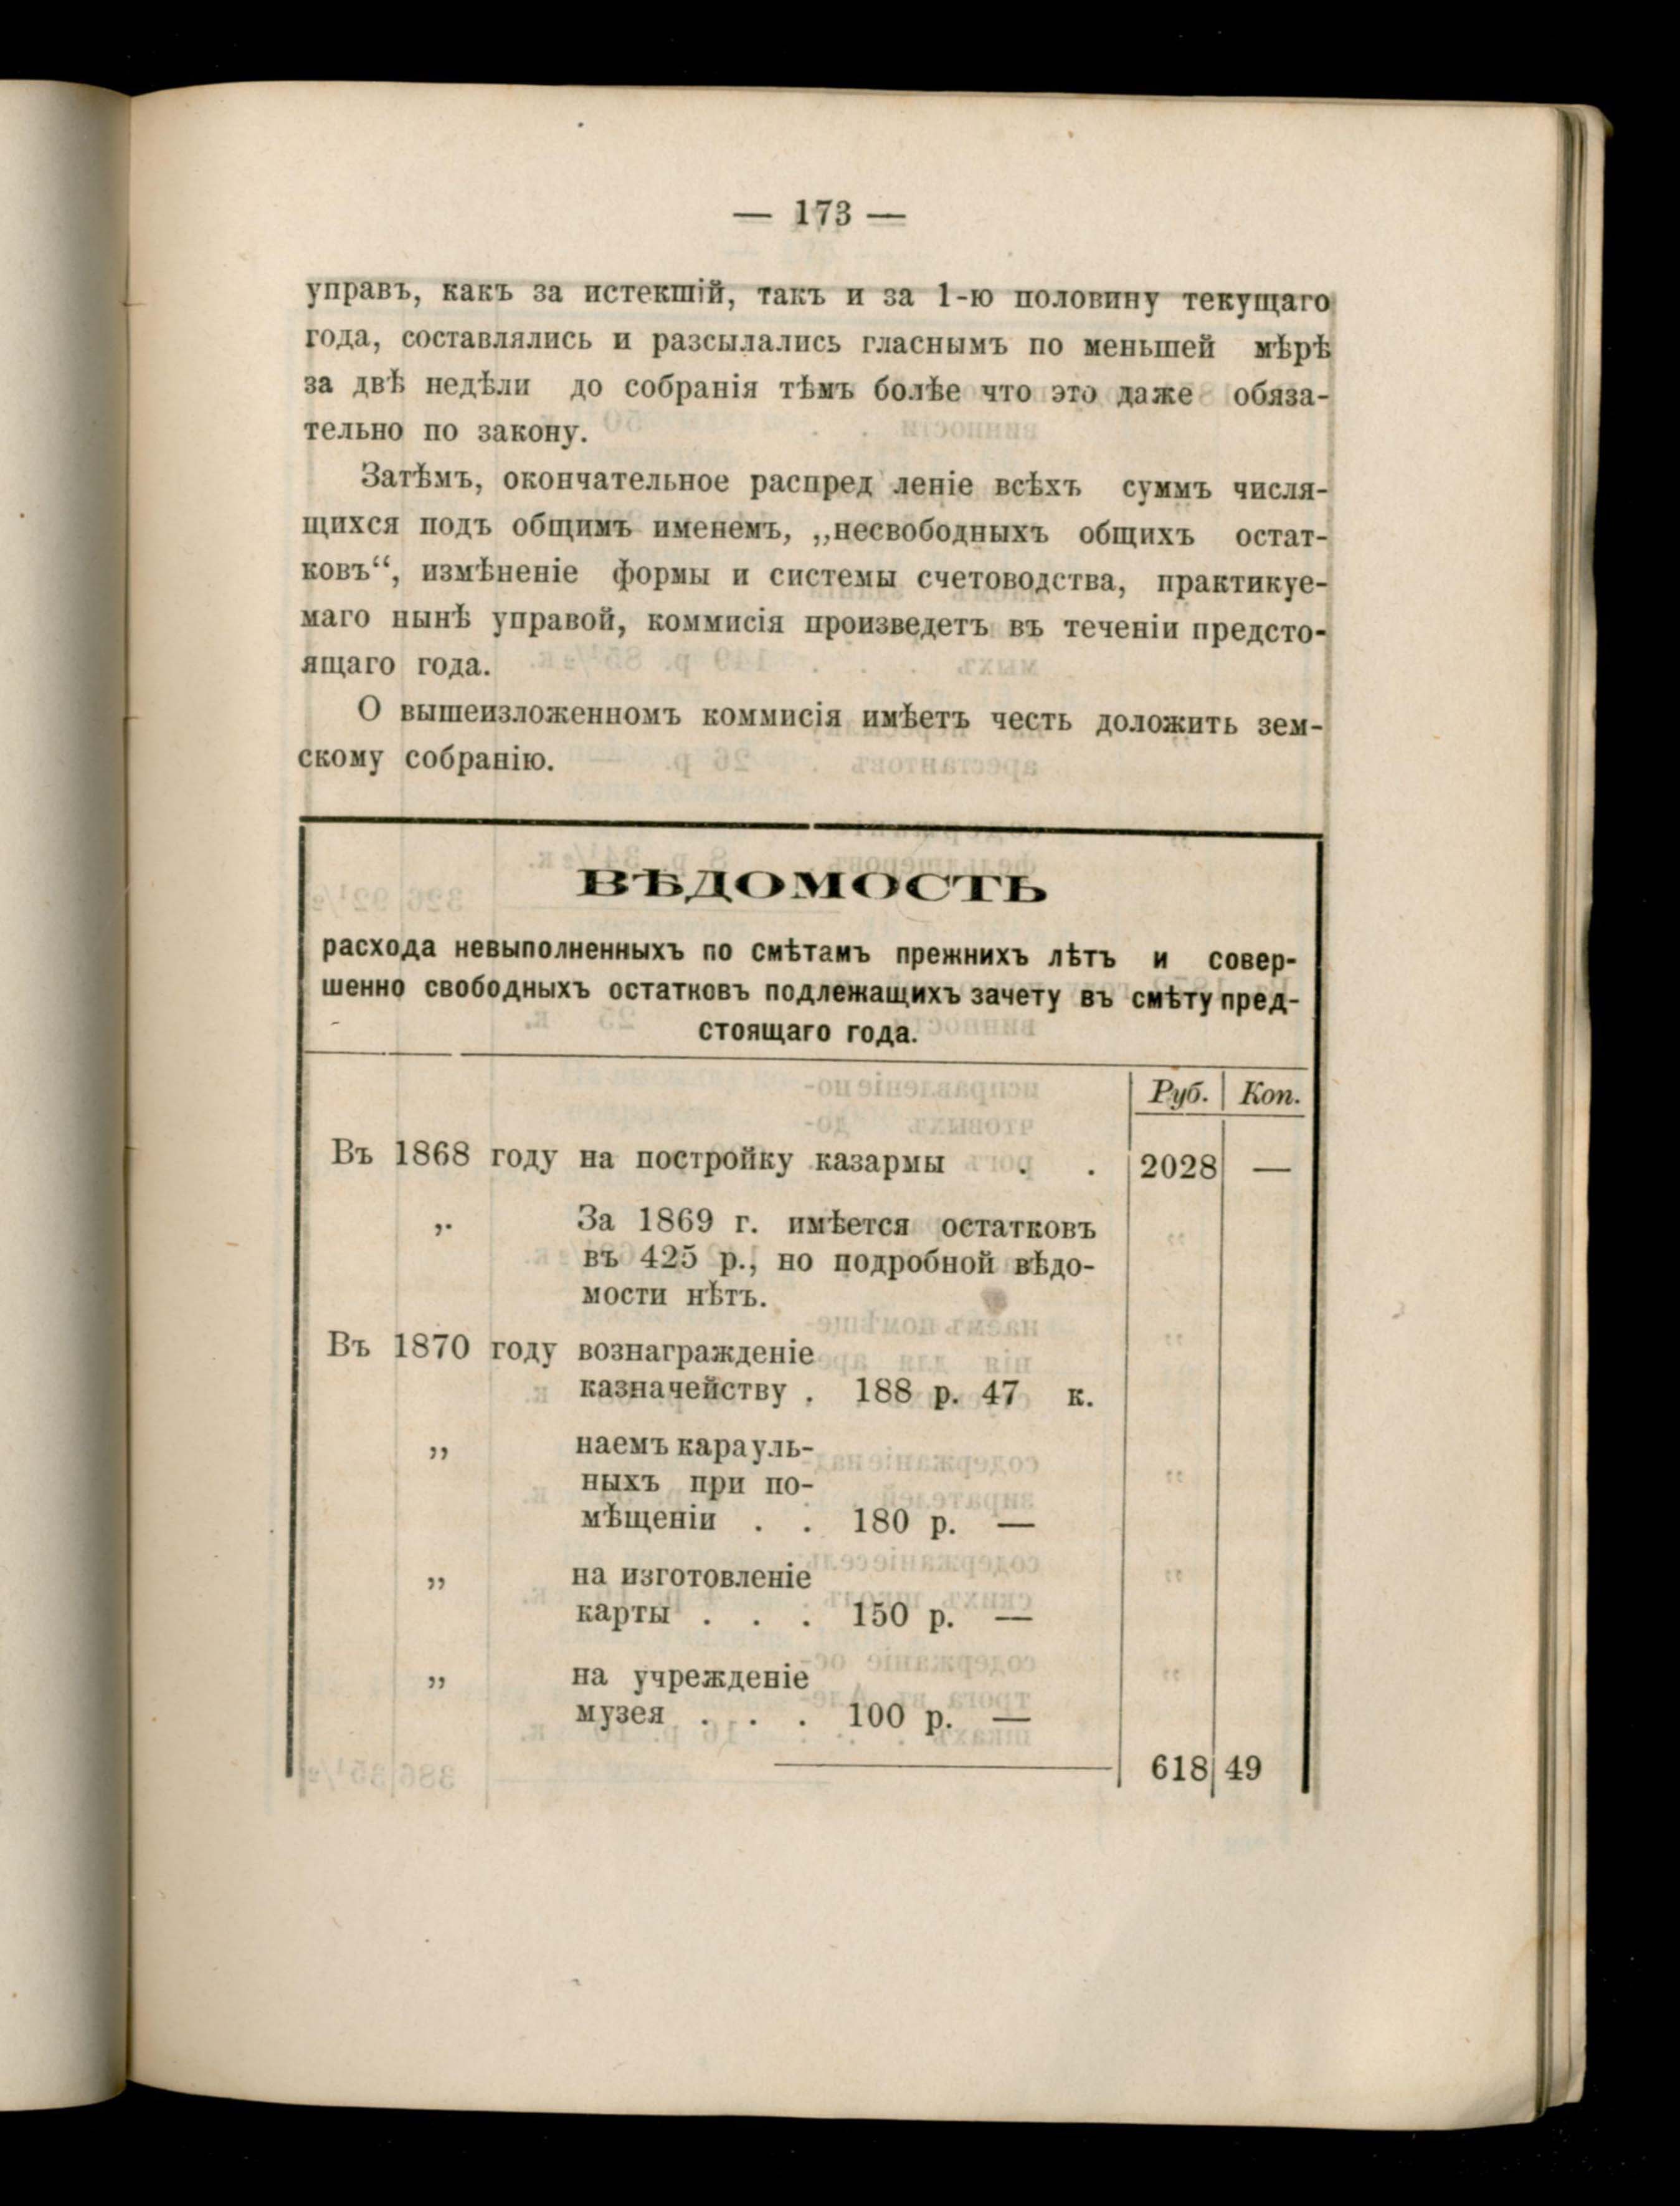 — 173 —
управъ, какъ за истекшій, такъ и за 1-ю половину текущаго
года, составлялись и разсылались гласнымъ по меньшей мѣрѣ
за двѣ недѣли до собранія тѣмъ болѣе что это даже обяза-
тельно по закону.
Затѣмъ, окончательное распред леніе всѣхъ суммъ числя-
щихся подъ общимъ именемъ, „несвободныхъ общихъ остат-
ковъ“, измѣненіе формы и системы счетоводства, практикуе-
маго нынѣ управой, коммисія произведетъ въ теченіи предсто-
ящаго года.
О вышеизложенномъ коммисія имѣетъ честь доложить зем-
скому собранію.
ВѢДОМОСТЬ
расхода невыполненныхъ по смѣтамъ прежнихъ лѣтъ и совер-
шенно свободныхъ остатковъ подлежащихъ зачету въ смѣту пред-
стоящаго года.
Руб. Коп.
Въ 1868 году на постройку казармы . . 2028 —
„ За 1869 г. имѣется остатковъ
въ 425 р., но подробной вѣдо-
мости нѣтъ.
Въ 1870 году вознагражденіе
казначейству . 188 р. 47 к.
„ наемъ карауль-
ныхъ при по-
мѣщеніи . . 180 р. —
„ на изготовленіе
карты . . . 150 р. —
„ на учрежденіе
музея . . . 100 р. —
618 49